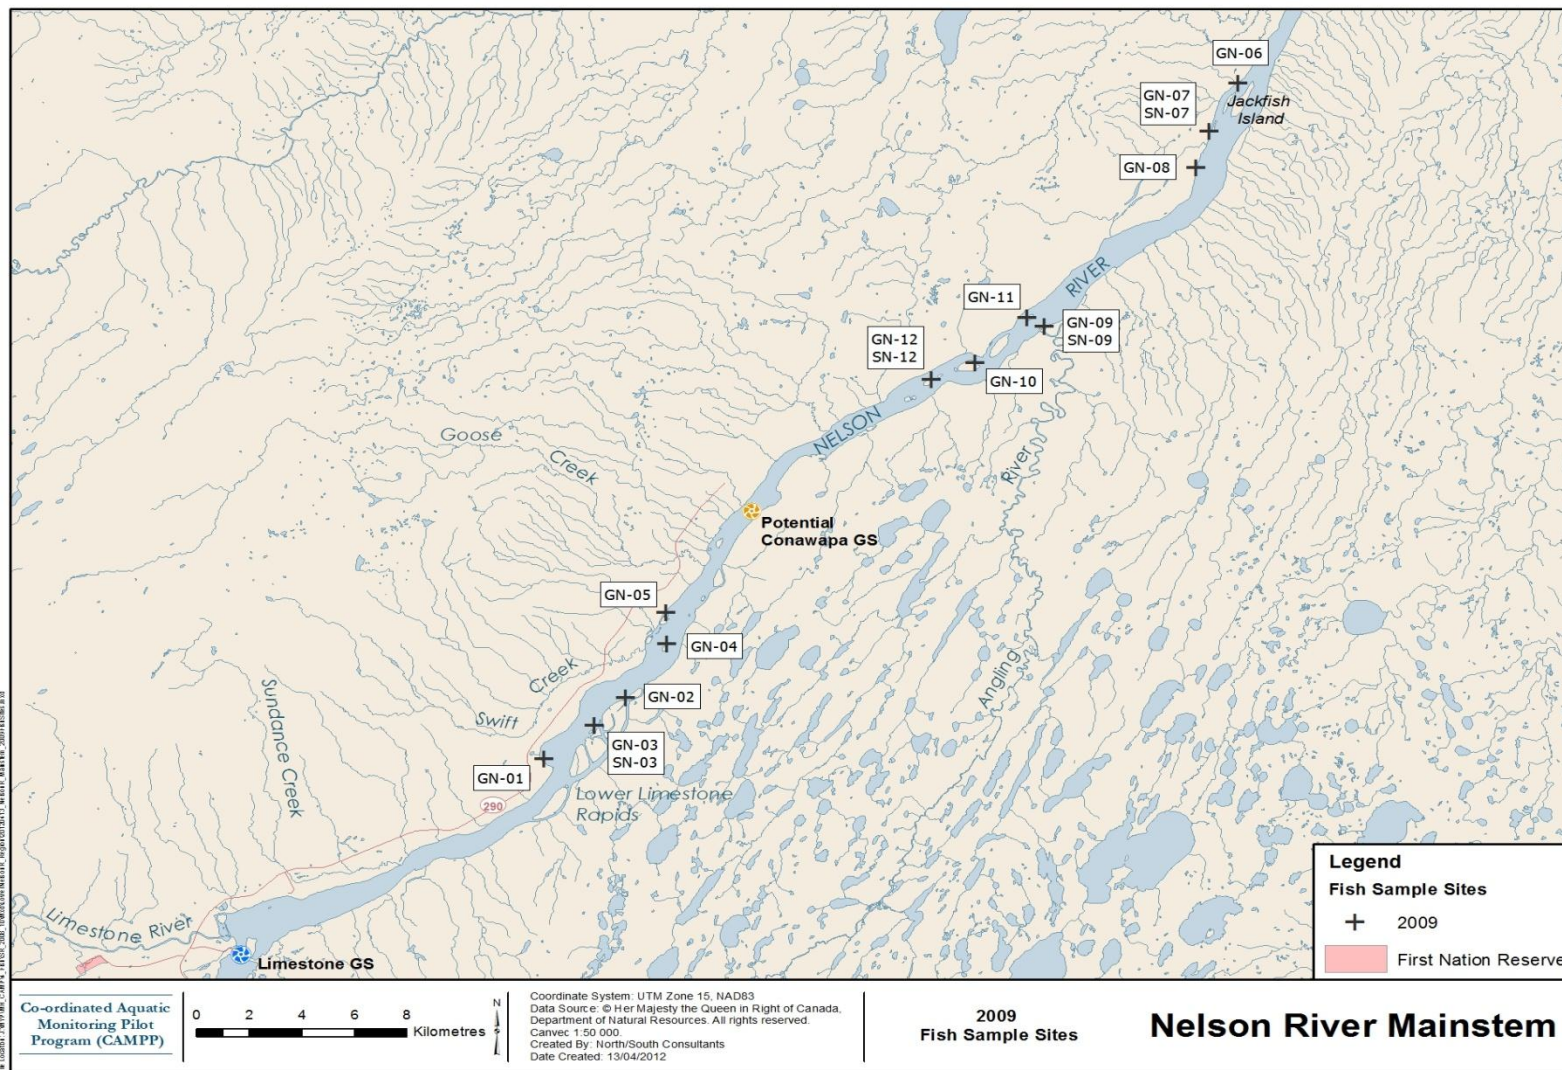 GN-06
GN-07
SN-07
Jackfish
Island
GN-08
RIVER
GN-11
GN-09
SN-09
GN-12
SN-12
GN-10
NELSON
Goose
Creek
River
Potential
Conawapa GS
GN-05
GN-04
Creek
Angling
Sundance Creek
GN-02
Swift
GN-03
SN-03
GN-01
Lower Limestone
Rapids
290
Limestone River
Limestone GS
Legend
Fish Sample Sites
2009
First Nation Reserve
Co-ordinated Aquatic
Monitoring Pilot
Program (CAMPP)
0 2 4 6 8
Kilometres
N
Coordinate System: UTM Zone 15, NAD83
Data Source: © Her Majesty the Queen in Right of Canada,
Department of Natural Resources. All rights reserved.
Canvec 1:50 000.
Created By: North/South Consultants
Date Created: 13/04/2012
2009
Fish Sample Sites
Nelson River Mainstem